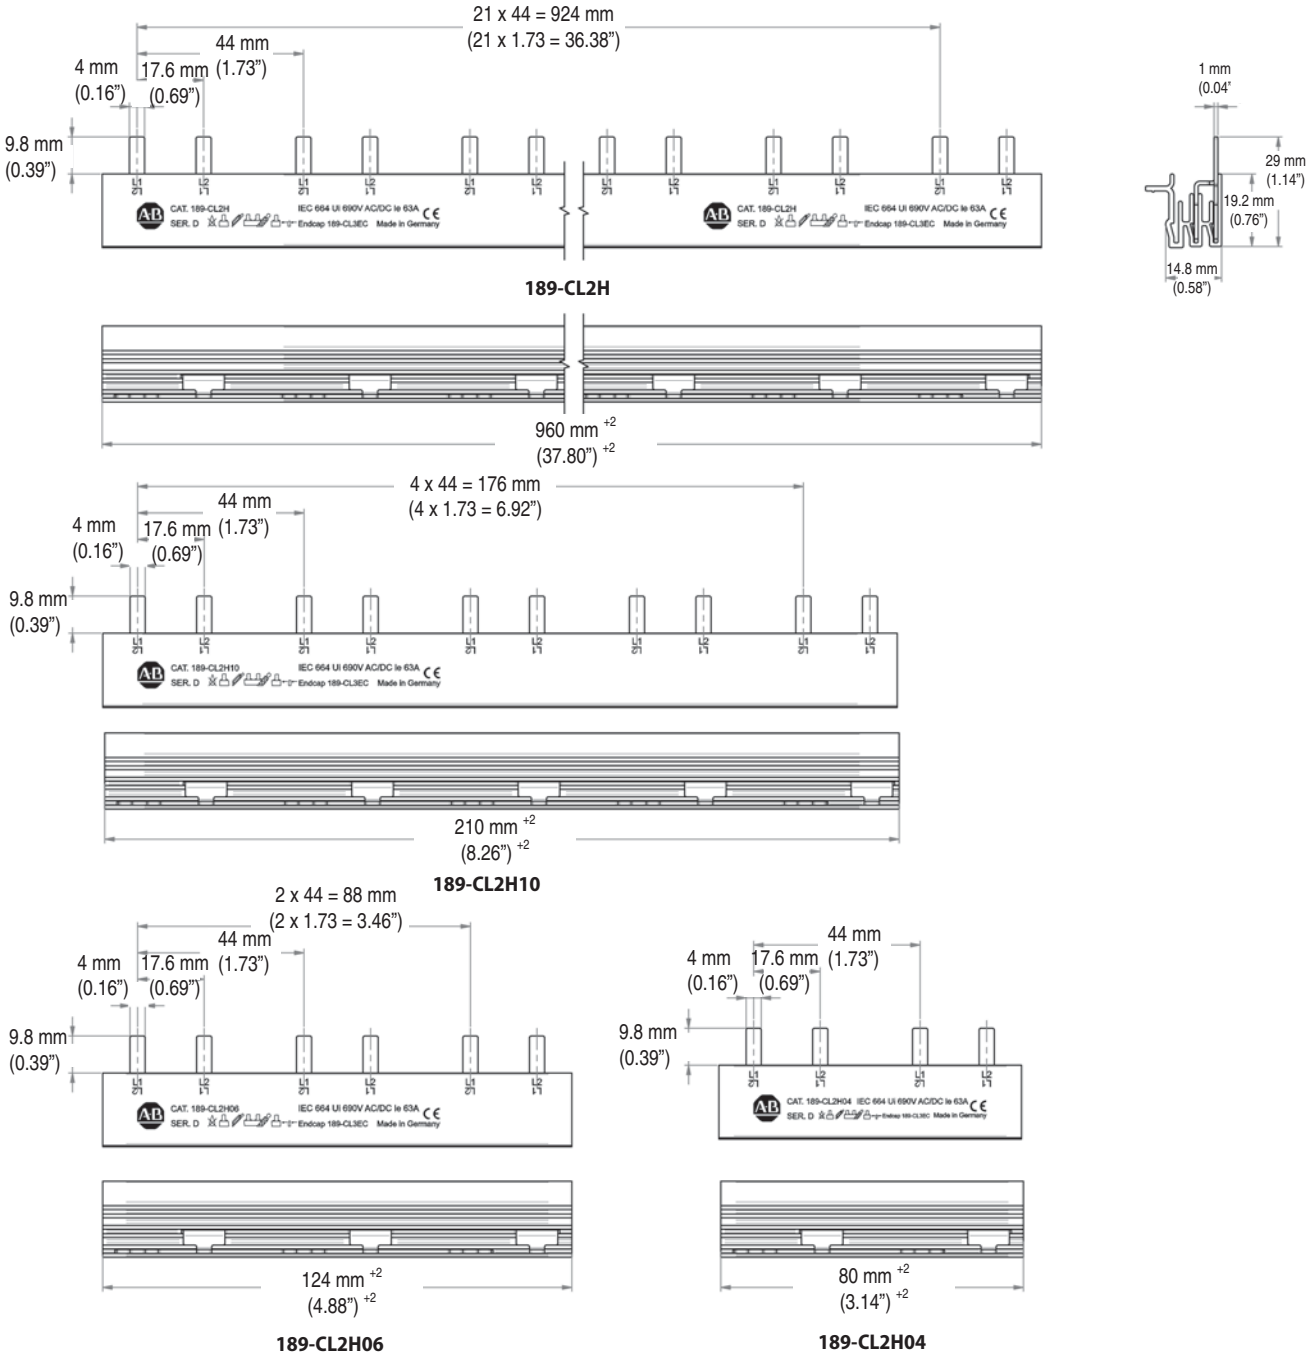 21 x 44 = 924 mm
(21 x 1.73 = 36.38”)
44 mm
(1.73”)
4 mm
(0.16”)
17.6 mm
(0.69”)
9.8 mm
(0.39”)
1 mm
(0.04”
29 mm
(1.14”)
19.2 mm
(0.76”)
14.8 mm
(0.58”)
A-B
CAT. 189-CL2H
IEC 664 UI 690V AC/DC Ie 63A
CE
SER. D
Endcap 189-CL3EC
Made in Germany
A-B
CAT. 189-CL2H
IEC 664 UI 690V AC/DC Ie 63A
CE
SER. D
Endcap 189-CL3EC
Made in Germany
189-CL2H
960 mm +2
(37.80”) +2
4 x 44 = 176 mm
(4 x 1.73 = 6.92”)
44 mm
(1.73”)
4 mm
(0.16”)
17.6 mm
(0.69”)
9.8 mm
(0.39”)
A-B
CAT. 189-CL2H10
IEC 664 UI 690V AC/DC Ie 63A
CE
SER. D
Endcap 189-CL3EC
Made in Germany
210 mm +2
(8.26”) +2
189-CL2H10
2 x 44 = 88 mm
(2 x 1.73 = 3.46”)
44 mm
(1.73”)
4 mm
(0.16”)
17.6 mm
(0.69”)
9.8 mm
(0.39”)
A-B
CAT. 189-CL2H06
IEC 664 UI 690V AC/DC Ie 63A
CE
SER. D
Endcap 189-CL3EC
Made in Germany
124 mm +2
(4.88”) +2
189-CL2H06
44 mm
(1.73”)
4 mm
(0.16”)
17.6 mm
(0.69”)
9.8 mm
(0.39”)
A-B
CAT. 189-CL2H04
IEC 664 UI 690V AC/DC Ie 63A
CE
SER. D
Endcap 189-CL3EC
Made in Germany
80 mm +2
(3.14”) +2
189-CL2H04